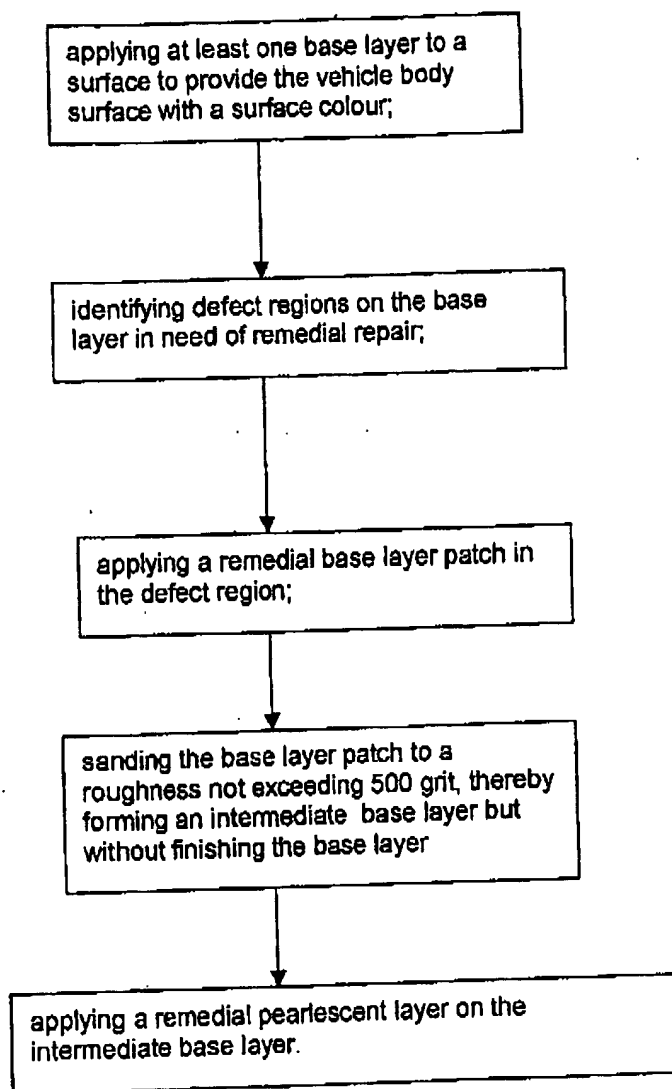 applying at least one base layer to a
surface to provide the vehicle body
surface with a surface colour;
identifying defect regions on the base
layer in need of remedial repair;
applying a remedial base layer patch in
the defect region;
sanding the base layer patch to a
roughness not exceeding 500 grit, thereby
forming an intermediate base layer but
without finishing the base layer
applying a remedial pearlescent layer on the
intermediate base layer.